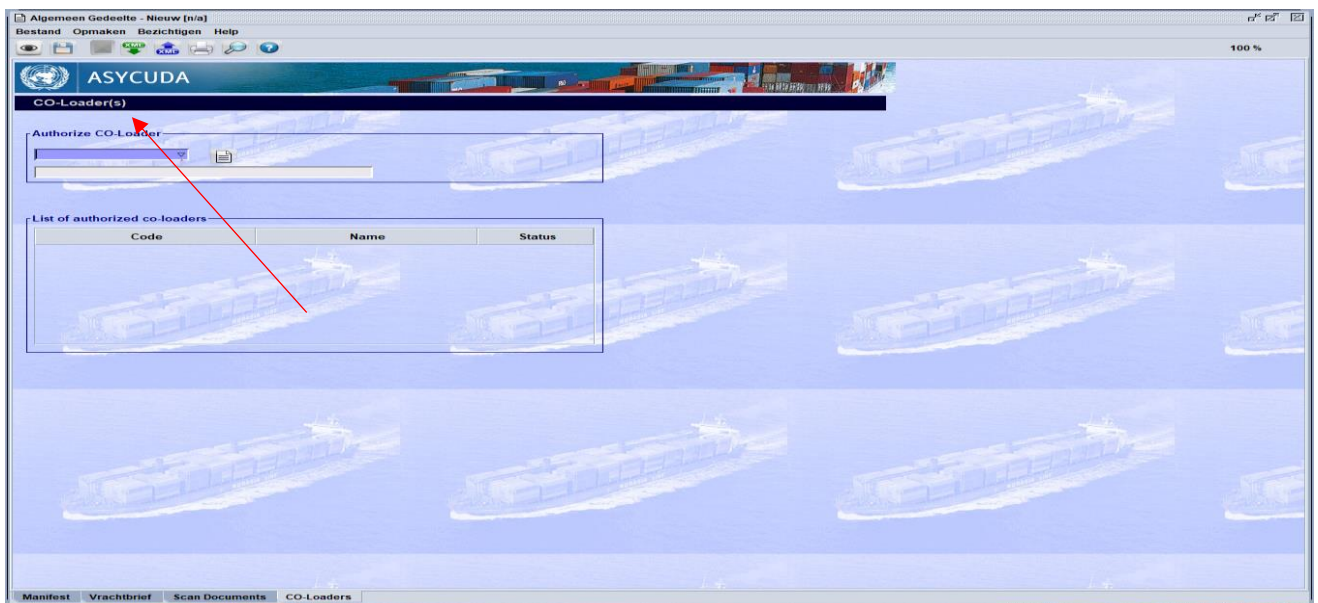 Algemeen Gedeelte - Nieuw [n/a]
Bestand Opmaken Bezichtigen Help
100 %
ASYCUDA
CO-Loader(s)
Authorize CO-Loader
List of authorized co-loaders
Code Name Status
Manifest Vrachtbrief Scan Documents CO-Loaders